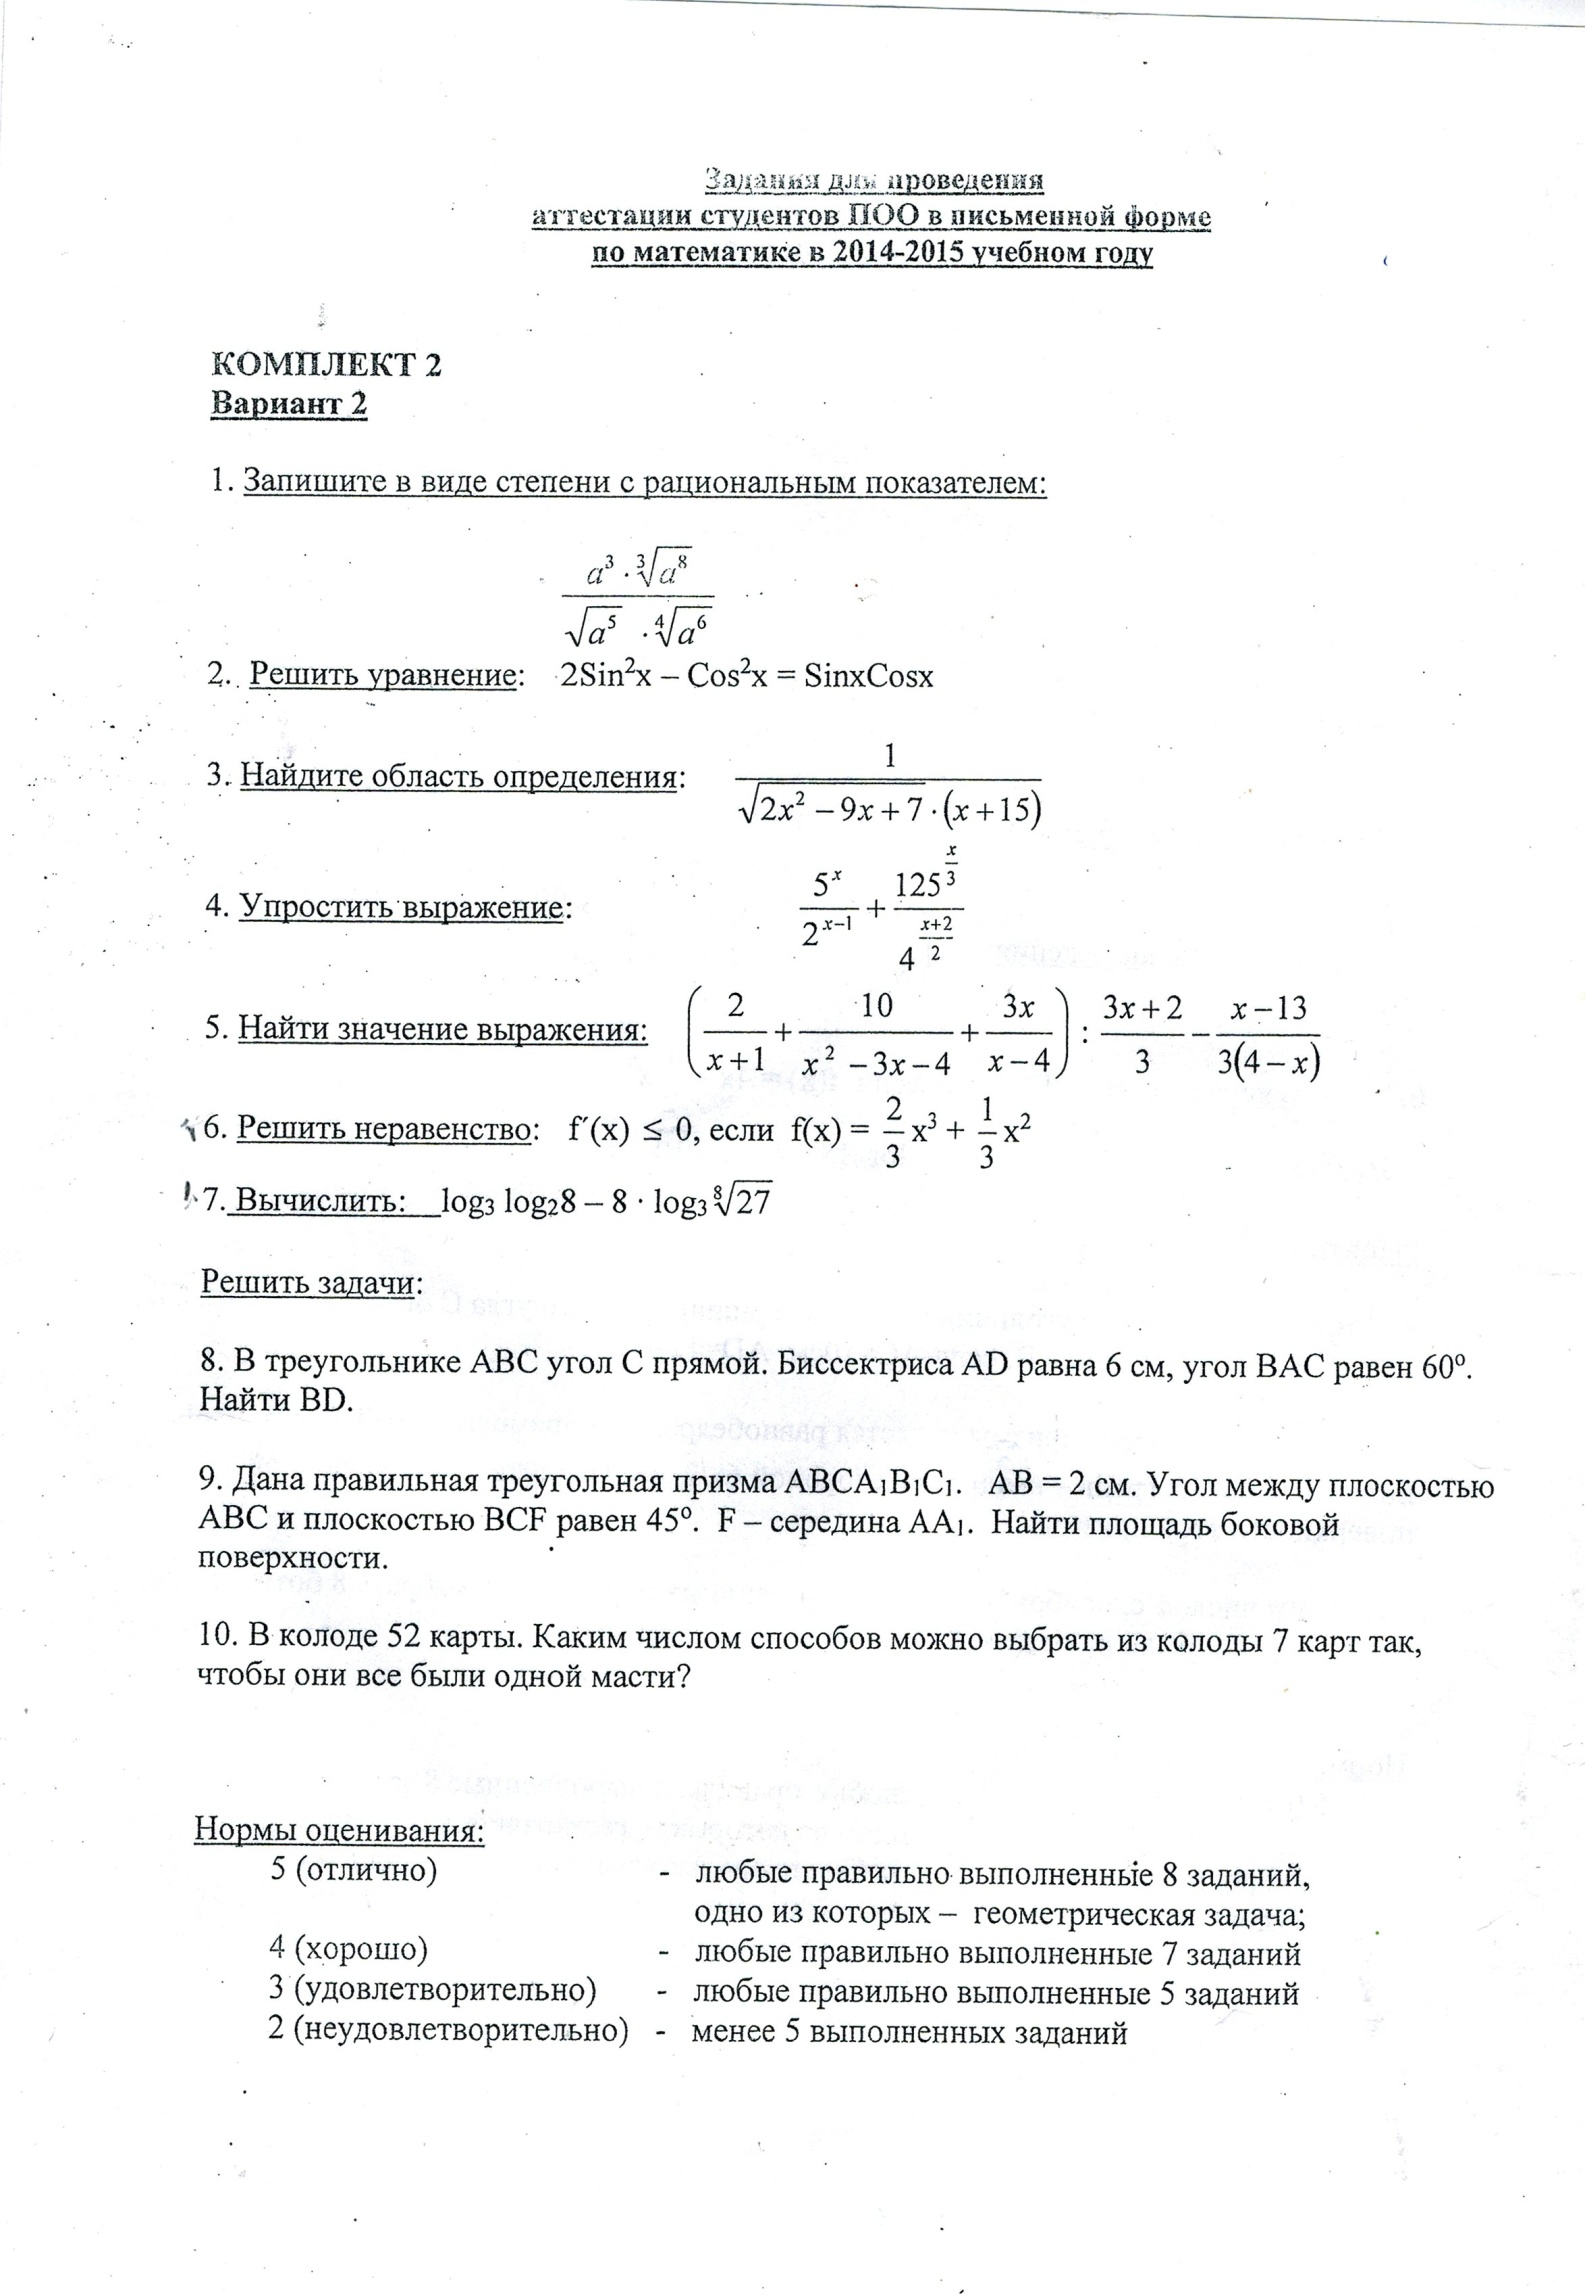 Задания для проведения
аттестации студентов ПОО в письменной форме
по математике в 2014-2015 учебном году
КОМПЛЕКТ 2
Вариант 2
1. Запишите в виде степени с рациональным показателем:
a³ · ∛a⁸
√a⁵ · ∜a⁶
2. Решить уравнение: 2Sin²x – Cos²x = SinxCosx
3. Найдите область определения: 1 / (√(2x² − 9x + 7) · (x + 15))
4. Упростить выражение: 5^x / 2^(x−1) + 125^(x/3) / 4^((x+2)/2)
5. Найти значение выражения: (2/(x+1) + 10/(x² − 3x − 4) + 3x/(x−4)) : (3x+2)/3 − (x−13)/(3(4−x))
6. Решить неравенство: f′(x) ≤ 0, если f(x) = 2/3 x³ + 1/3 x²
7. Вычислить: log₃ log₂8 – 8 · log₃ ⁸√27
Решить задачи:
8. В треугольнике АВС угол С прямой. Биссектриса AD равна 6 см, угол ВАС равен 60º.
Найти BD.
9. Дана правильная треугольная призма ABCA₁B₁C₁. АВ = 2 см. Угол между плоскостью
АВС и плоскостью BCF равен 45º. F – середина АА₁. Найти площадь боковой
поверхности.
10. В колоде 52 карты. Каким числом способов можно выбрать из колоды 7 карт так,
чтобы они все были одной масти?
Нормы оценивания:
5 (отлично) - любые правильно выполненные 8 заданий,
одно из которых – геометрическая задача;
4 (хорошо) - любые правильно выполненные 7 заданий
3 (удовлетворительно) - любые правильно выполненные 5 заданий
2 (неудовлетворительно) - менее 5 выполненных заданий